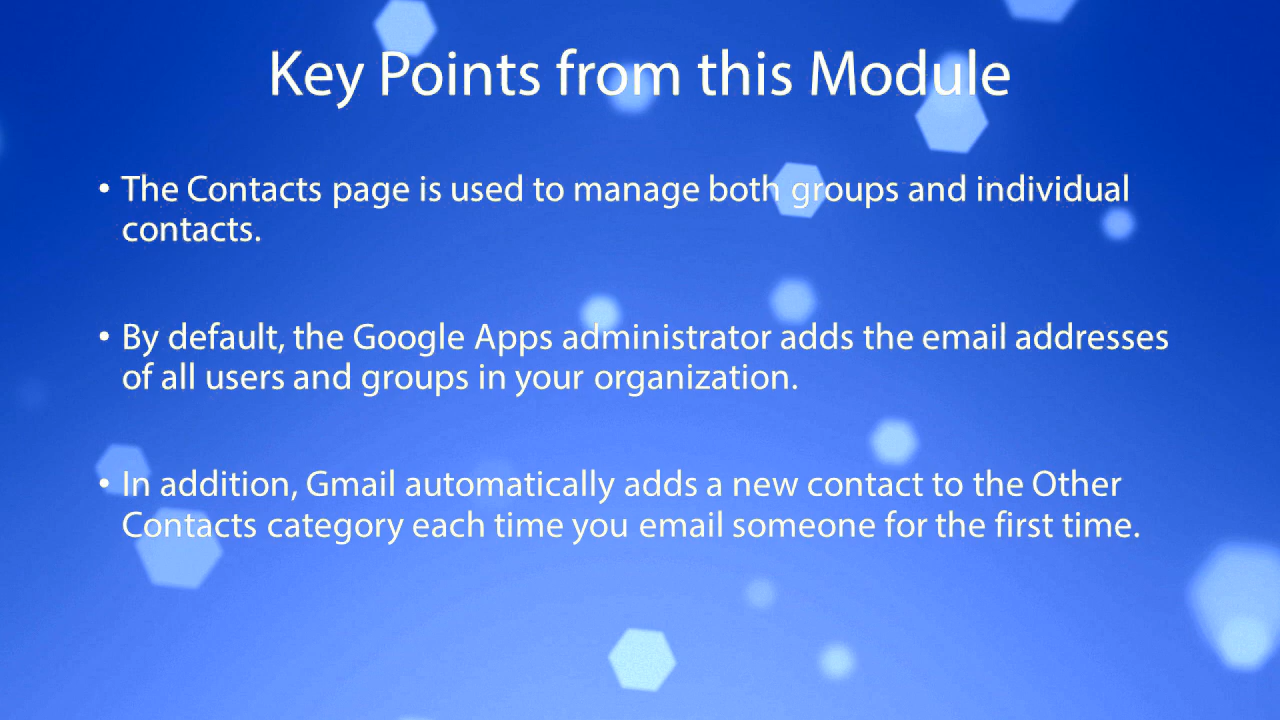 Key Points from this Module
• The Contacts page is used to manage both groups and individual
contacts.
• By default, the Google Apps administrator adds the email addresses
of all users and groups in your organization.
• In addition, Gmail automatically adds a new contact to the Other
Contacts category each time you email someone for the first time.